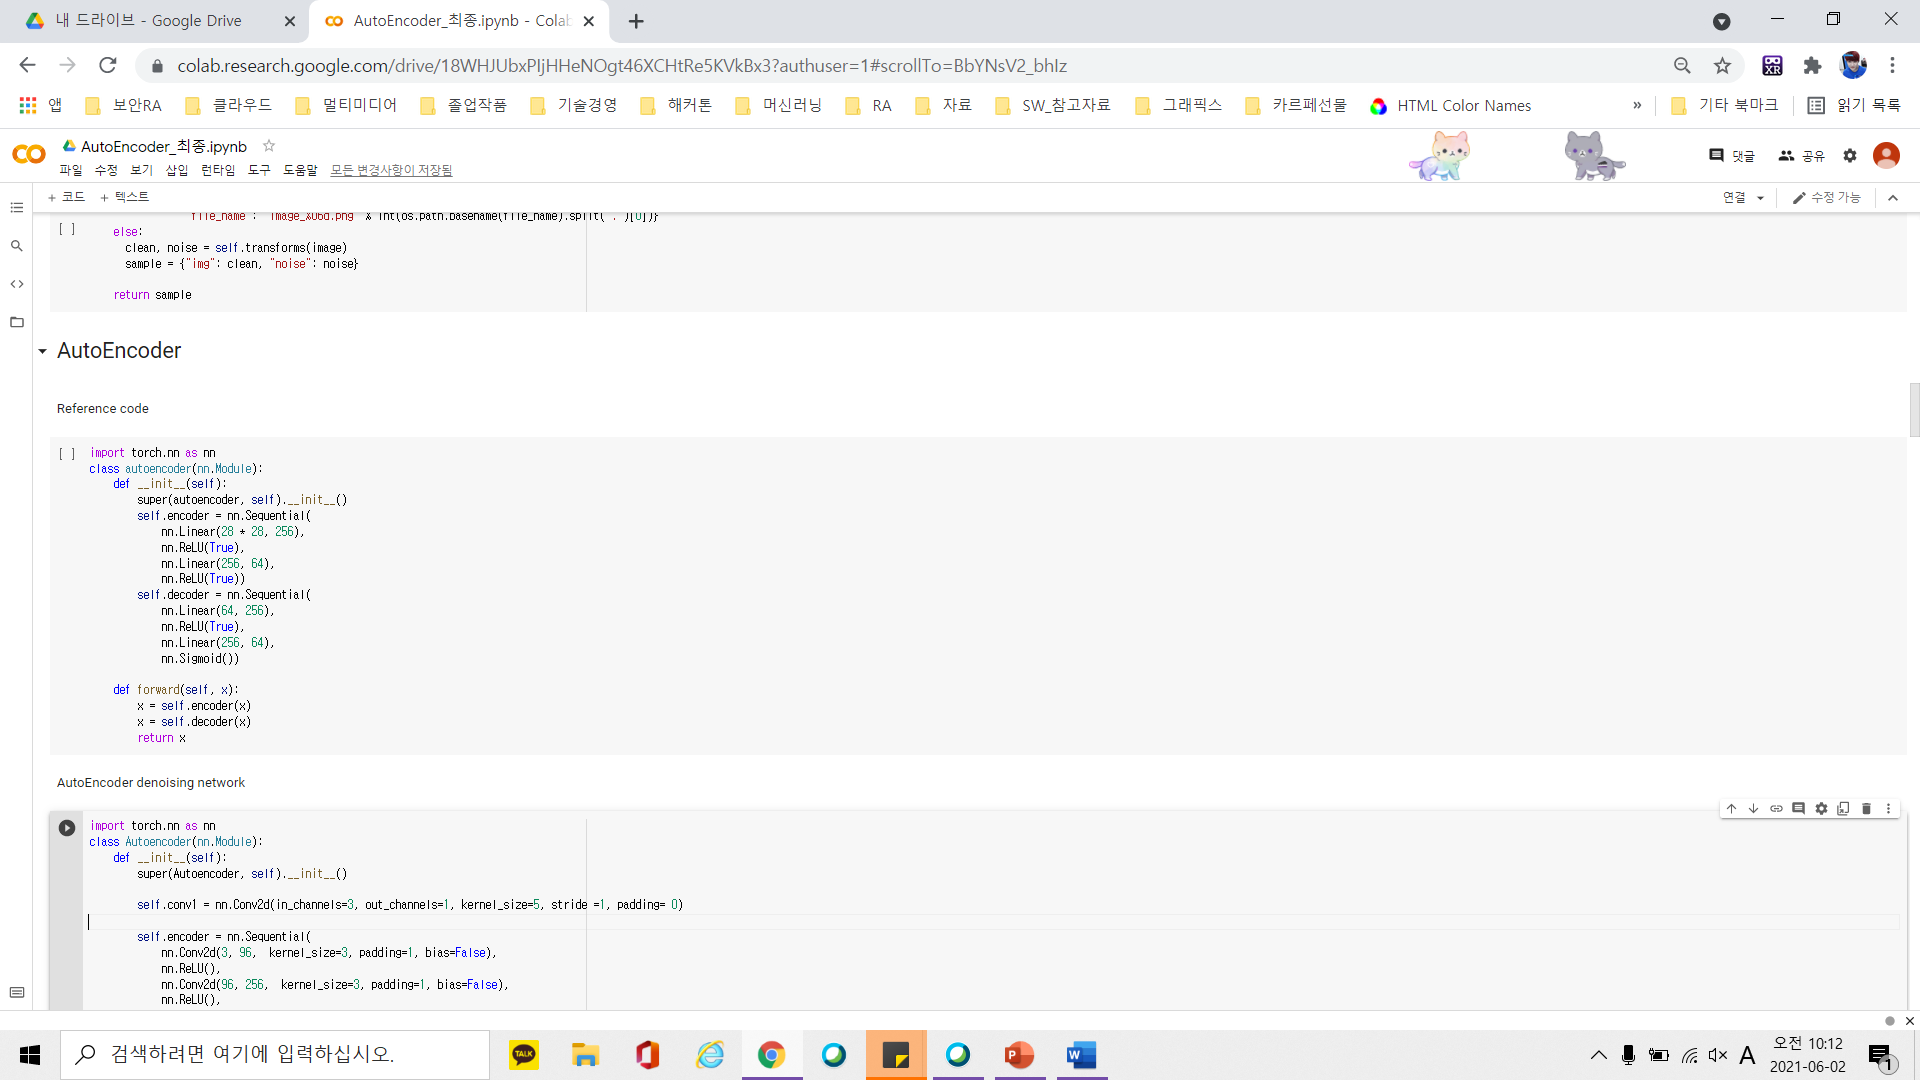 내 드라이브 - Google Drive
AutoEncoder_최종.ipynb - Colab
colab.research.google.com/drive/18WHJUbxPljHHeNOgt46XCHtRe5KVkBx3?authuser=1#scrollTo=BbYNsV2_bhIz
앱 보안RA 클라우드 멀티미디어 졸업작품 기술경영 해커톤 머신러닝 RA 자료 SW_참고자료 그래픽스 카르페선물 HTML Color Names » 기타 북마크 읽기 목록
AutoEncoder_최종.ipynb
파일 수정 보기 삽입 런타임 도구 도움말 모든 변경사항이 저장됨
댓글 공유
+ 코드 + 텍스트
연결 수정 가능
file_name : image_%06d.png % int(os.path.basename(file_name).split('.')[0])}
[ ] else:
clean, noise = self.transforms(image)
sample = {"img": clean, "noise": noise}
return sample
AutoEncoder
Reference code
[ ] import torch.nn as nn
class autoencoder(nn.Module):
def __init__(self):
super(autoencoder, self).__init__()
self.encoder = nn.Sequential(
nn.Linear(28 * 28, 256),
nn.ReLU(True),
nn.Linear(256, 64),
nn.ReLU(True))
self.decoder = nn.Sequential(
nn.Linear(64, 256),
nn.ReLU(True),
nn.Linear(256, 64),
nn.Sigmoid())
def forward(self, x):
x = self.encoder(x)
x = self.decoder(x)
return x
AutoEncoder denoising network
import torch.nn as nn
class Autoencoder(nn.Module):
def __init__(self):
super(Autoencoder, self).__init__()
self.conv1 = nn.Conv2d(in_channels=3, out_channels=1, kernel_size=5, stride =1, padding= 0)
self.encoder = nn.Sequential(
nn.Conv2d(3, 96,  kernel_size=3, padding=1, bias=False),
nn.ReLU(),
nn.Conv2d(96, 256,  kernel_size=3, padding=1, bias=False),
nn.ReLU(),
검색하려면 여기에 입력하십시오.
TALK
A
오전 10:12
2021-06-02
1